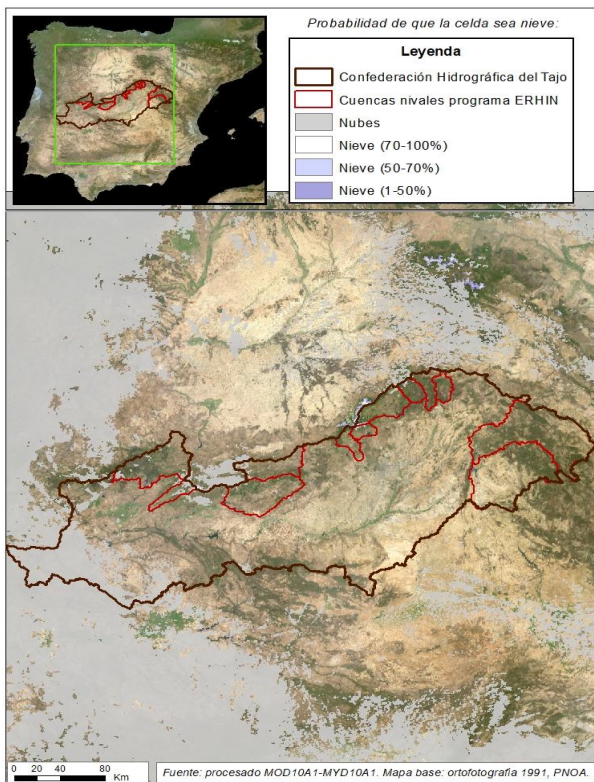 Probabilidad de que la celda sea nieve:
Leyenda
Confederación Hidrográfica del Tajo
Cuencas nivales programa ERHIN
Nubes
Nieve (70-100%)
Nieve (50-70%)
Nieve (1-50%)
0 20 40 80
Km
Fuente: procesado MOD10A1-MYD10A1. Mapa base: ortofotografía 1991, PNOA.